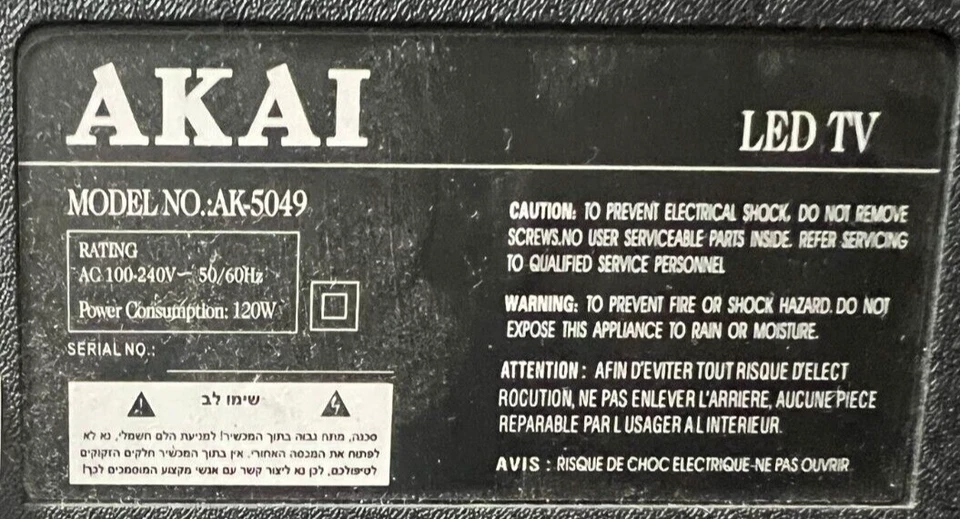 AKAI
LED TV
MODEL NO.:AK-5049
RATING
AC 100-240V~ 50/60Hz
Power Consumption: 120W
SERIAL NO.:
שימו לב
סכנה, מתח גבוה בתוך המכשיר! למניעת הלם חשמלי, נא לא
לפתוח את המכסה האחורי. אין בתוך המכשיר חלקים הזקוקים
לטיפולכם, לכן נא ליצור קשר עם אנשי מקצוע המוסמכים לכך!
CAUTION: TO PREVENT ELECTRICAL SHOCK, DO NOT REMOVE
SCREWS.NO USER SERVICEABLE PARTS INSIDE. REFER SERVICING
TO QUALIFIED SERVICE PERSONNEL
WARNING: TO PREVENT FIRE OR SHOCK HAZARD. DO NOT
EXPOSE THIS APPLIANCE TO RAIN OR MOISTURE.
ATTENTION : AFIN D'EVITER TOUT RISQUE D'ELECT
ROCUTION, NE PAS ENLEVER L'ARRIERE, AUCUNE PIECE
REPARABLE PAR L USAGER A L INTERIEUR.
AVIS : RISQUE DE CHOC ELECTRIQUE-NE PAS OUVRIR